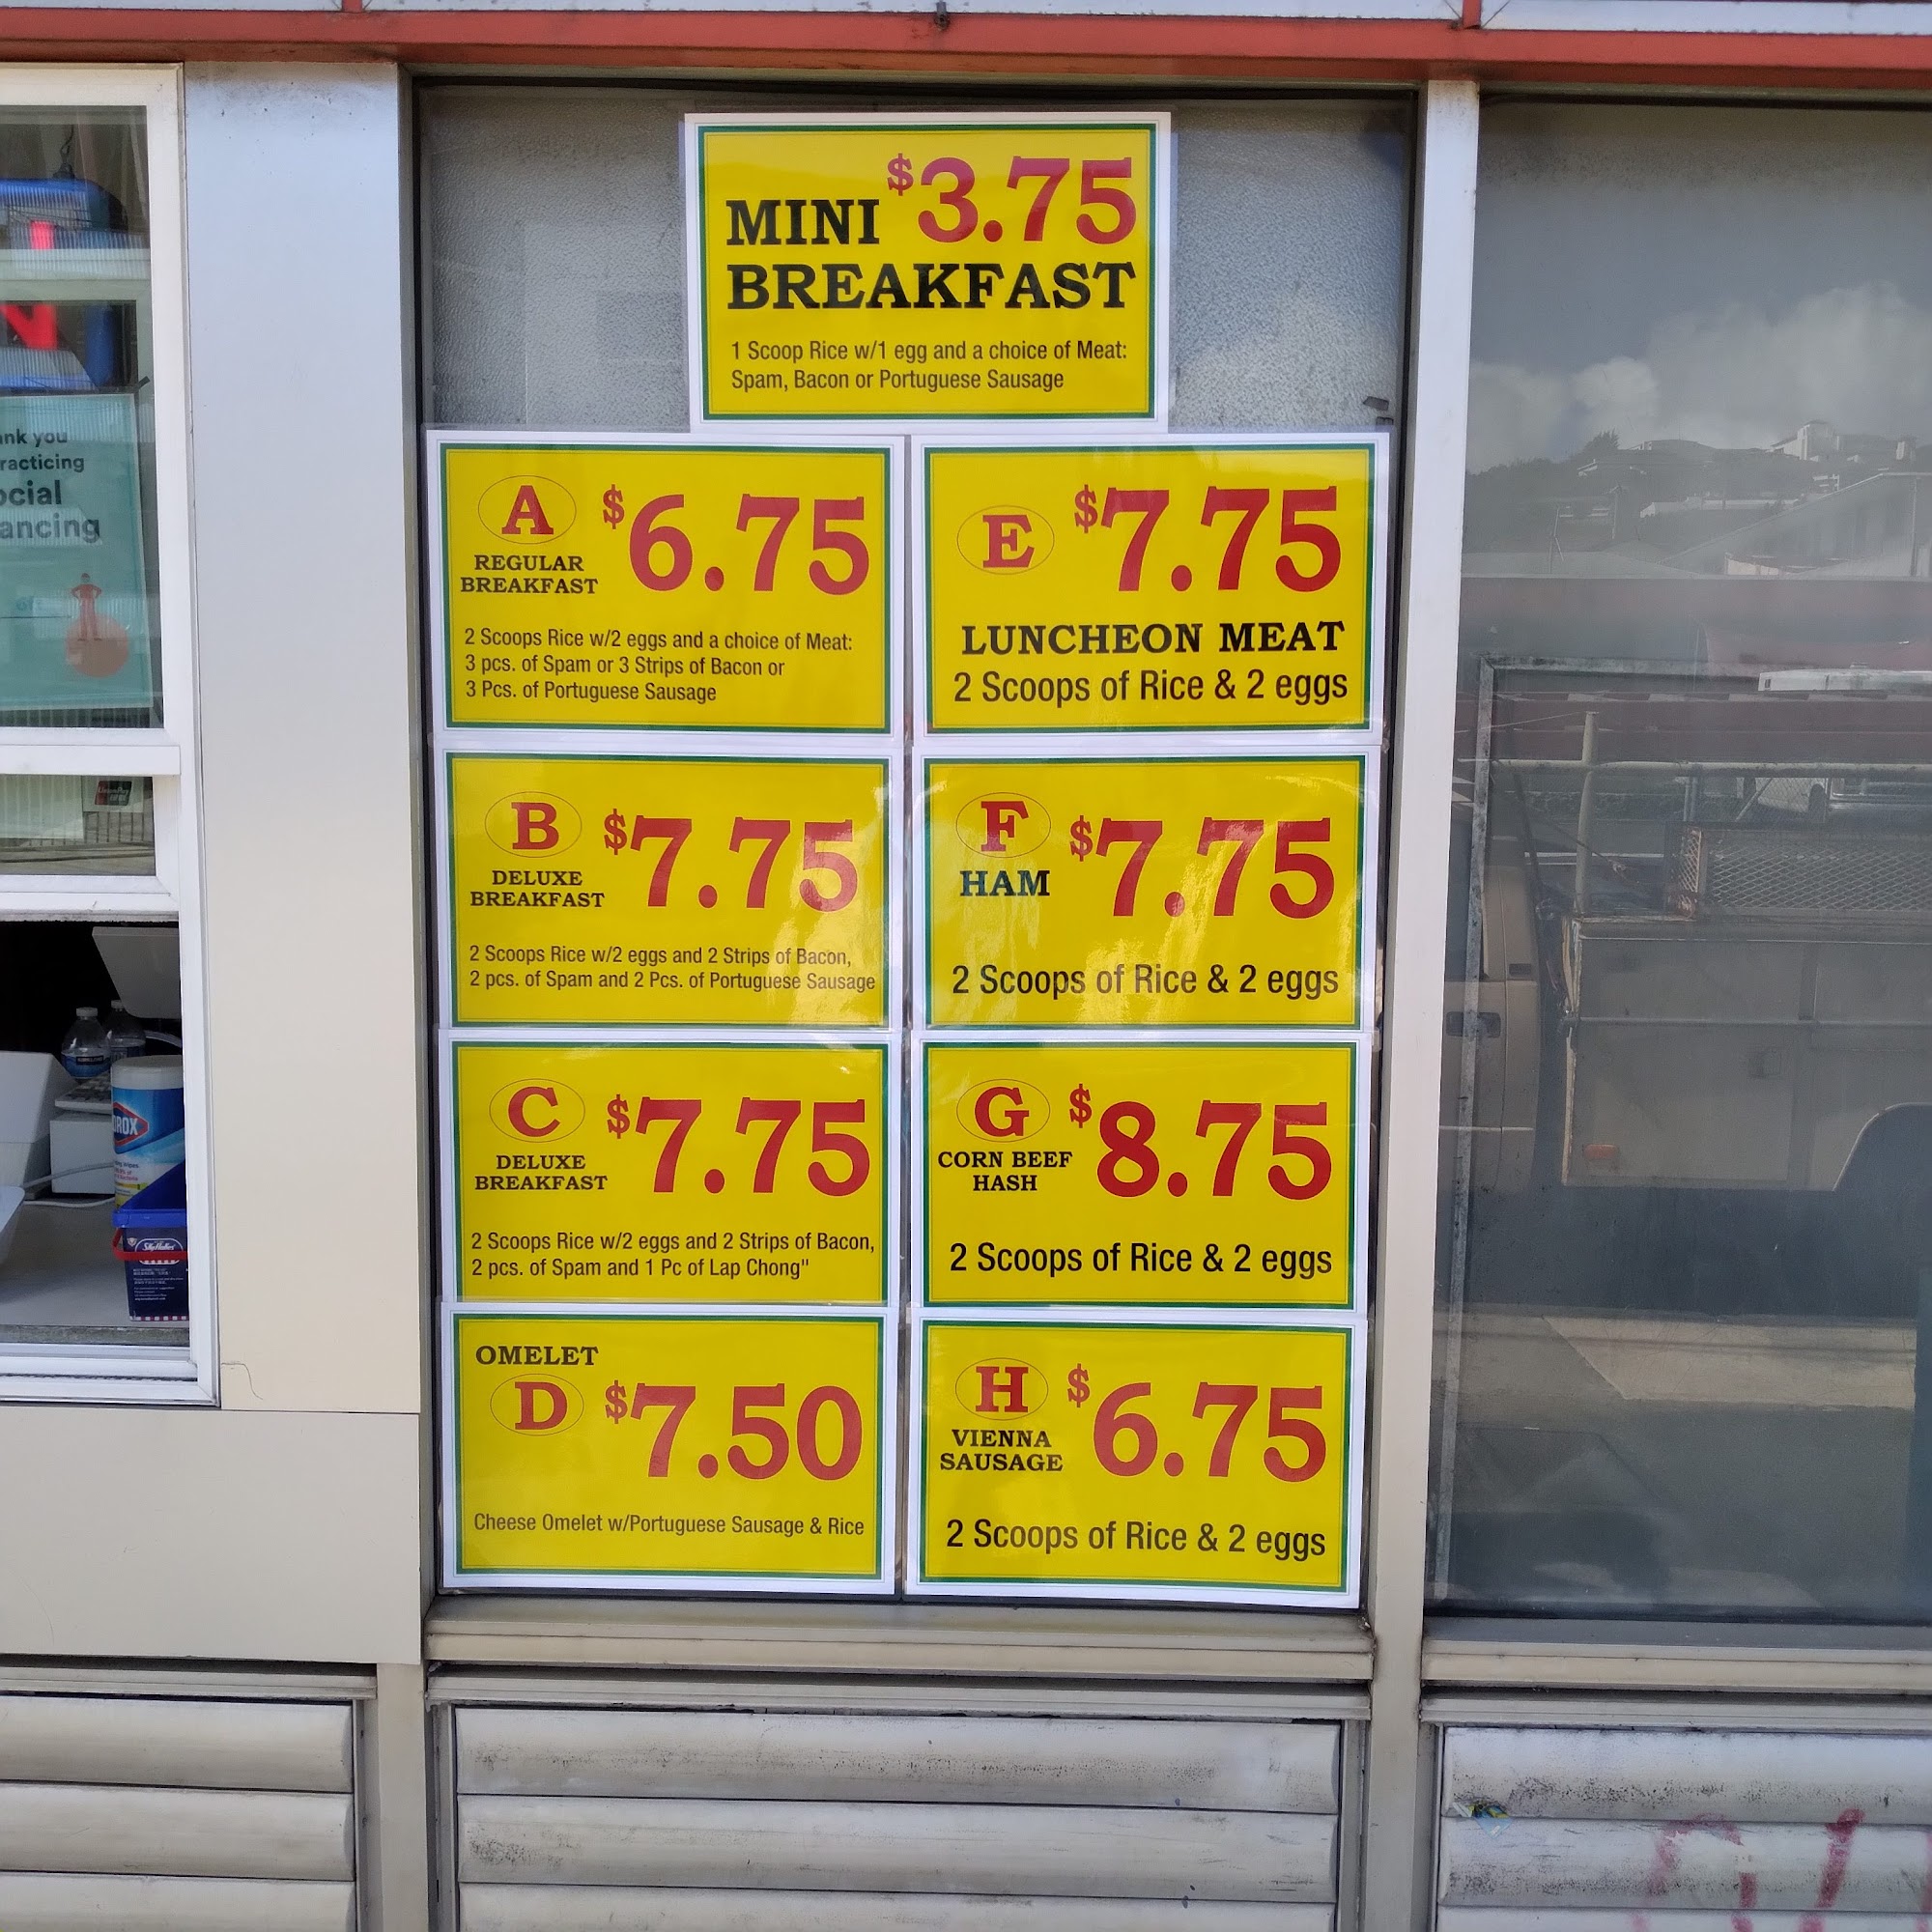 $3.75
MINI
BREAKFAST
1 Scoop Rice w/1 egg and a choice of Meat:
Spam, Bacon or Portuguese Sausage
A $6.75
REGULAR
BREAKFAST
2 Scoops Rice w/2 eggs and a choice of Meat:
3 pcs. of Spam or 3 Strips of Bacon or
3 Pcs. of Portuguese Sausage
E $7.75
LUNCHEON MEAT
2 Scoops of Rice & 2 eggs
B $7.75
DELUXE
BREAKFAST
2 Scoops Rice w/2 eggs and 2 Strips of Bacon,
2 pcs. of Spam and 2 Pcs. of Portuguese Sausage
F $7.75
HAM
2 Scoops of Rice & 2 eggs
C $7.75
DELUXE
BREAKFAST
2 Scoops Rice w/2 eggs and 2 Strips of Bacon,
2 pcs. of Spam and 1 Pc of Lap Chong"
G $8.75
CORN BEEF
HASH
2 Scoops of Rice & 2 eggs
OMELET
D $7.50
Cheese Omelet w/Portuguese Sausage & Rice
H $6.75
VIENNA
SAUSAGE
2 Scoops of Rice & 2 eggs
ank you
racticing
ocial
ancing
OROX